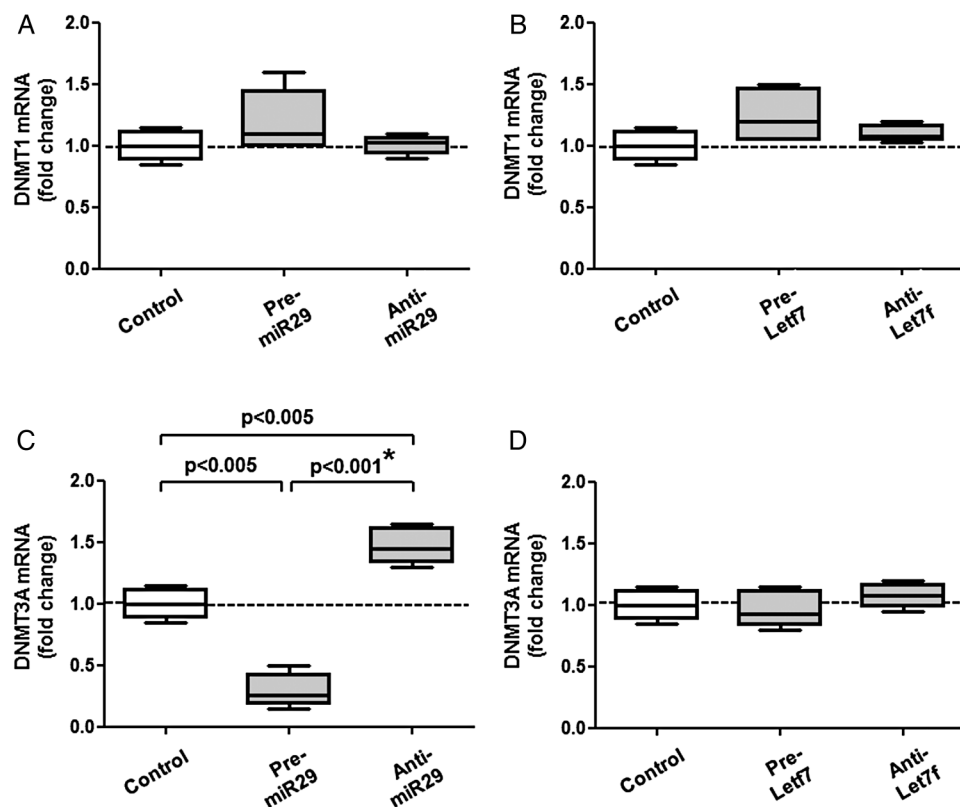 A
DNMT1 mRNA
(fold change)
2.0
1.5
1.0
0.5
0.0
Control
Pre-
miR29
Anti-
miR29
B
DNMT1 mRNA
(fold change)
2.0
1.5
1.0
0.5
0.0
Control
Pre-
Letf7
Anti-
Let7f
C
p<0.005
p<0.005
p<0.001*
DNMT3A mRNA
(fold change)
2.0
1.5
1.0
0.5
0.0
Control
Pre-
miR29
Anti-
miR29
D
DNMT3A mRNA
(fold change)
2.0
1.5
1.0
0.5
0.0
Control
Pre-
Letf7
Anti-
Let7f